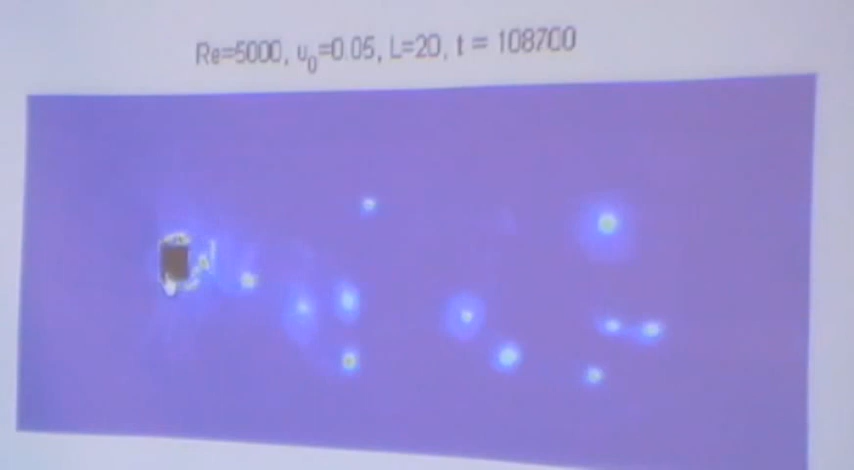 Re=5000, u₀=0.05, L=20, t = 108700